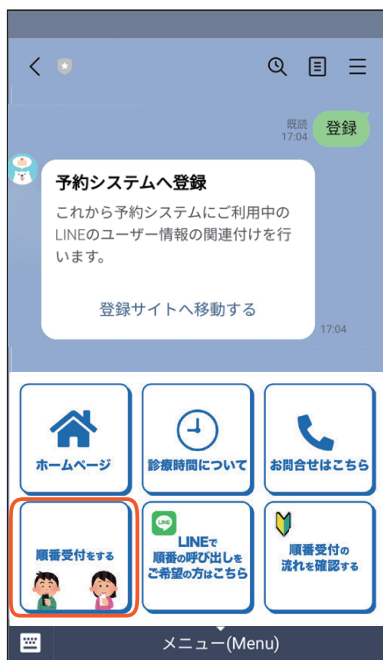 既読
17:04
登録
予約システムへ登録
これから予約システムにご利用中の
LINEのユーザー情報の関連付けを行
います。
登録サイトへ移動する
17:04
ホームページ
診療時間について
お問合せはこちら
順番受付をする
LINE
LINEで
順番の呼び出しを
ご希望の方はこちら
順番受付の
流れを確認する
メニュー(Menu)